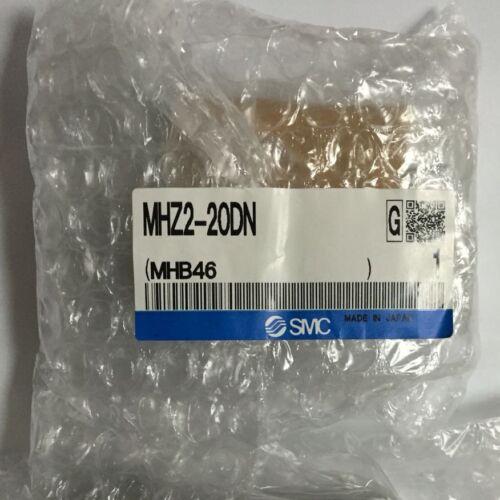 MHZ2-20DN
G
(MHB46 ) 1
SMC MADE IN JAPAN